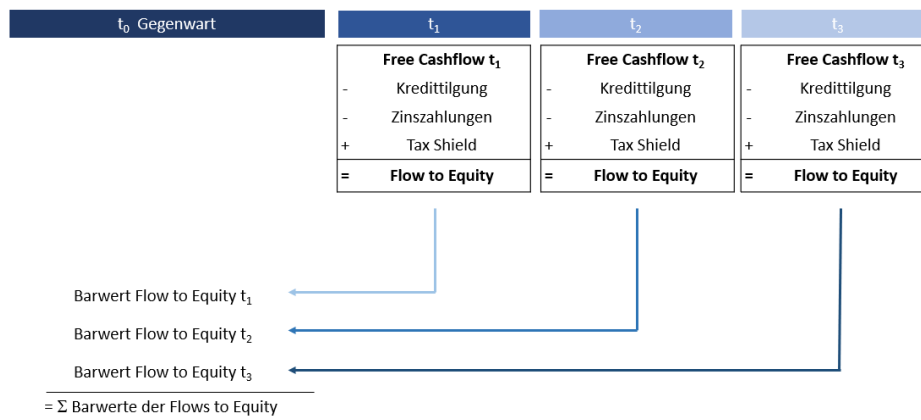 t₀ Gegenwart t₁ t₂ t₃
Free Cashflow t₁ Free Cashflow t₂ Free Cashflow t₃
- Kredittilgung - Kredittilgung - Kredittilgung
- Zinszahlungen - Zinszahlungen - Zinszahlungen
+ Tax Shield + Tax Shield + Tax Shield
= Flow to Equity = Flow to Equity = Flow to Equity
Barwert Flow to Equity t₁
Barwert Flow to Equity t₂
Barwert Flow to Equity t₃
= Σ Barwerte der Flows to Equity